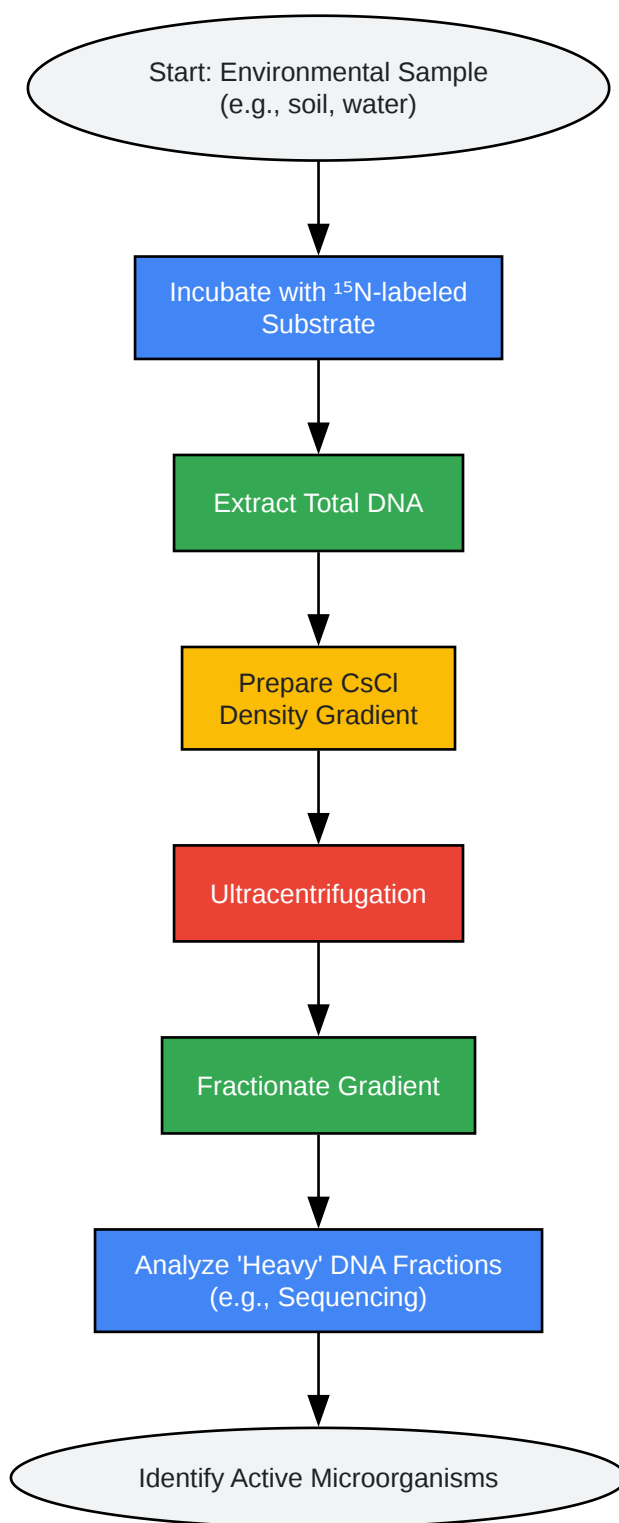 Start: Environmental Sample
(e.g., soil, water)
Incubate with ¹⁵N-labeled
Substrate
Extract Total DNA
Prepare CsCl
Density Gradient
Ultracentrifugation
Fractionate Gradient
Analyze 'Heavy' DNA Fractions
(e.g., Sequencing)
Identify Active Microorganisms